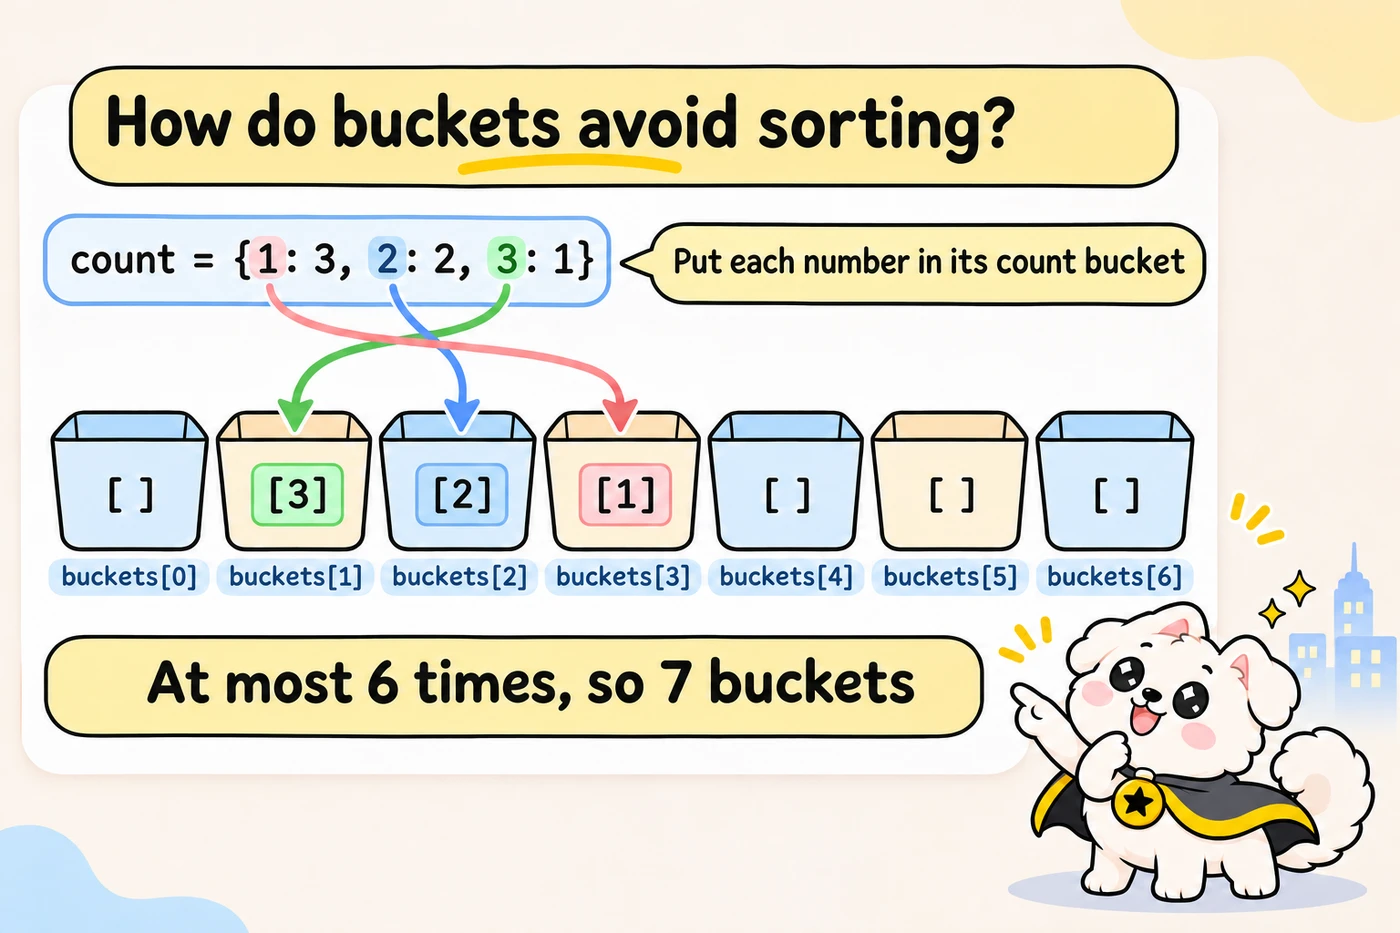 How do buckets avoid sorting?
count = {1: 3, 2: 2, 3: 1}
Put each number in its count bucket
[ ] [3] [2] [1] [ ] [ ] [ ]
buckets[0] buckets[1] buckets[2] buckets[3] buckets[4] buckets[5] buckets[6]
At most 6 times, so 7 buckets